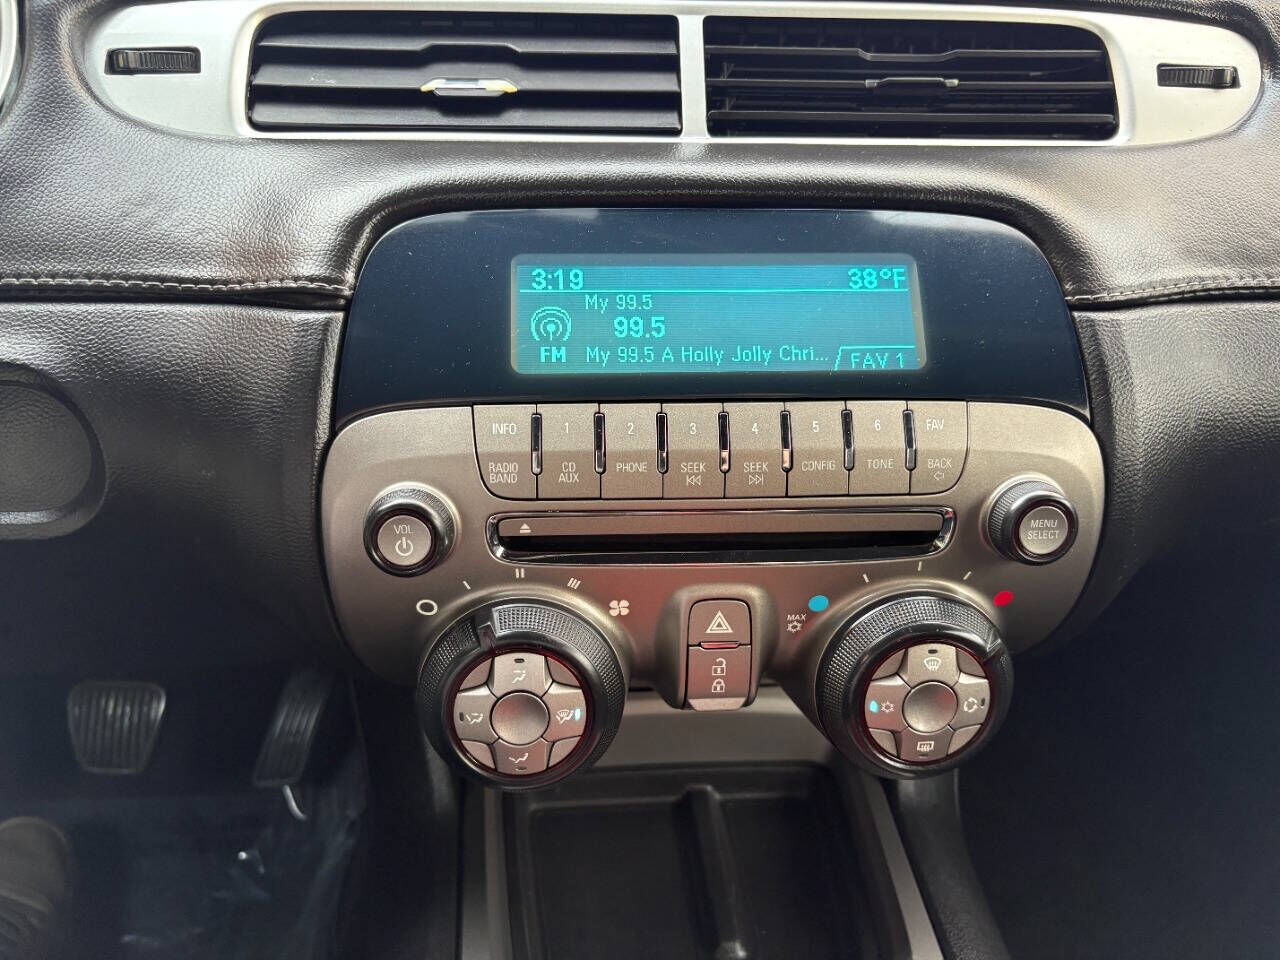 3:19 38°F
My 99.5
99.5
FM My 99.5 A Holly Jolly Chri... FAV 1
INFO 1 2 3 4 5 6 FAV
RADIO BAND CD AUX PHONE SEEK SEEK CONFIG TONE BACK
VOL
MENU SELECT
MAX